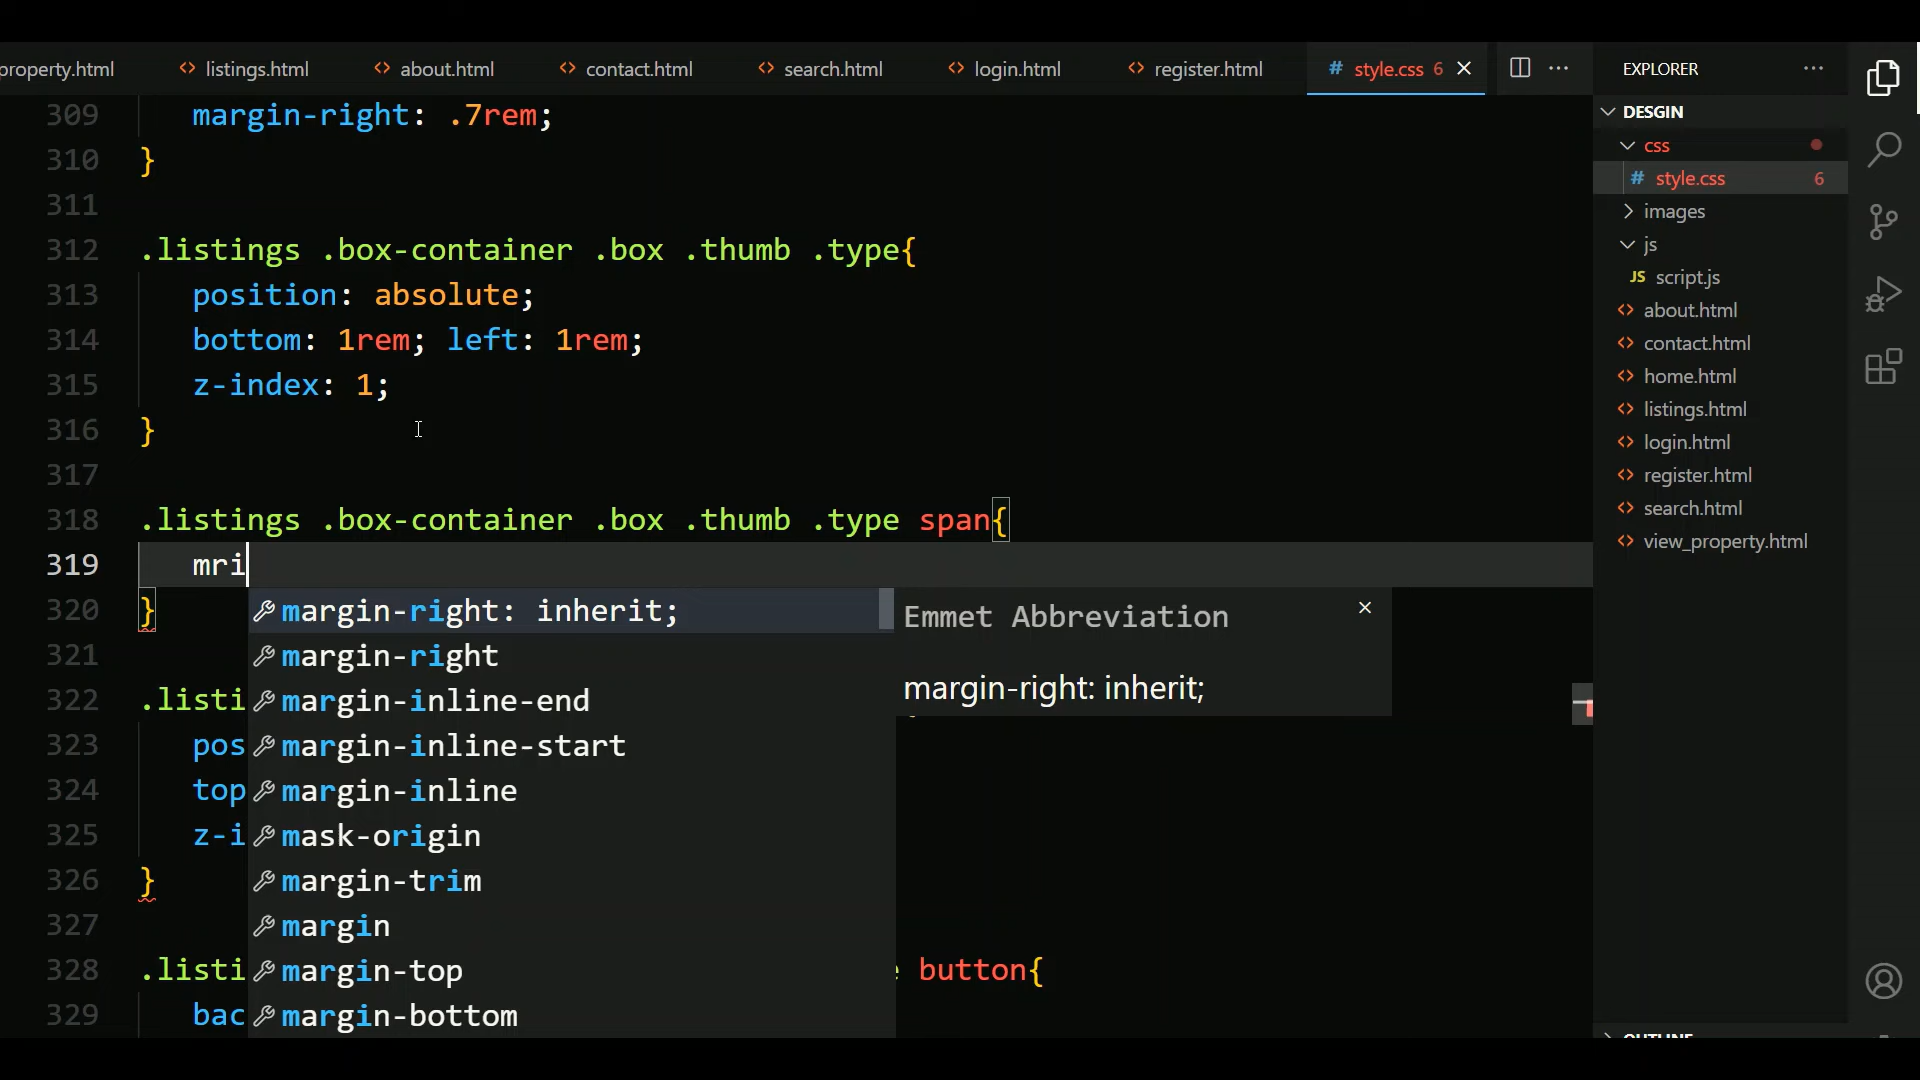 property.html
<> listings.html
<> about.html
<> contact.html
<> search.html
<> login.html
<> register.html
# style.css 6
EXPLORER
DESGIN
css
# style.css 6
images
js
JS script.js
<> about.html
<> contact.html
<> home.html
<> listings.html
<> login.html
<> register.html
<> search.html
<> view_property.html
309 margin-right: .7rem;
310 }
311
312 .listings .box-container .box .thumb .type{
313 position: absolute;
314 bottom: 1rem; left: 1rem;
315 z-index: 1;
316 }
317
318 .listings .box-container .box .thumb .type span{
319 mri
320 }
321
322 .listi
323 pos
324 top
325 z-i
326 }
327
328 .listi button{
329 bac
margin-right: inherit;
margin-right
margin-inline-end
margin-inline-start
margin-inline
mask-origin
margin-trim
margin
margin-top
margin-bottom
Emmet Abbreviation
margin-right: inherit;